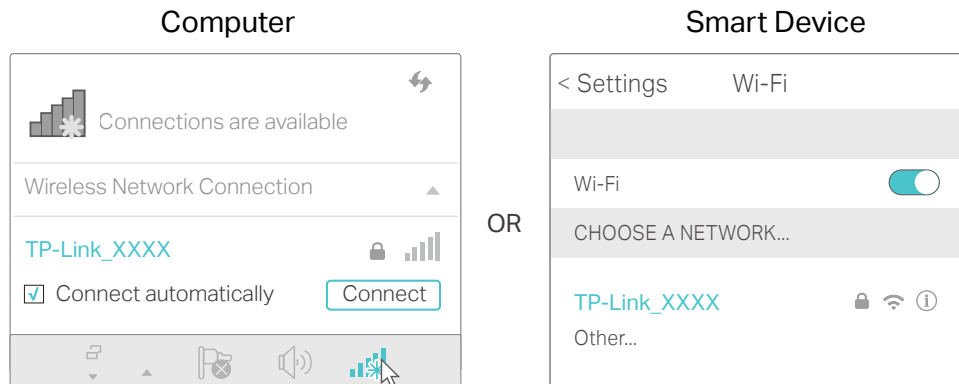 Computer
Connections are available
Wireless Network Connection
TP-Link_XXXX
Connect automatically
Connect
OR
Smart Device
< Settings Wi-Fi
Wi-Fi
CHOOSE A NETWORK...
TP-Link_XXXX
Other...